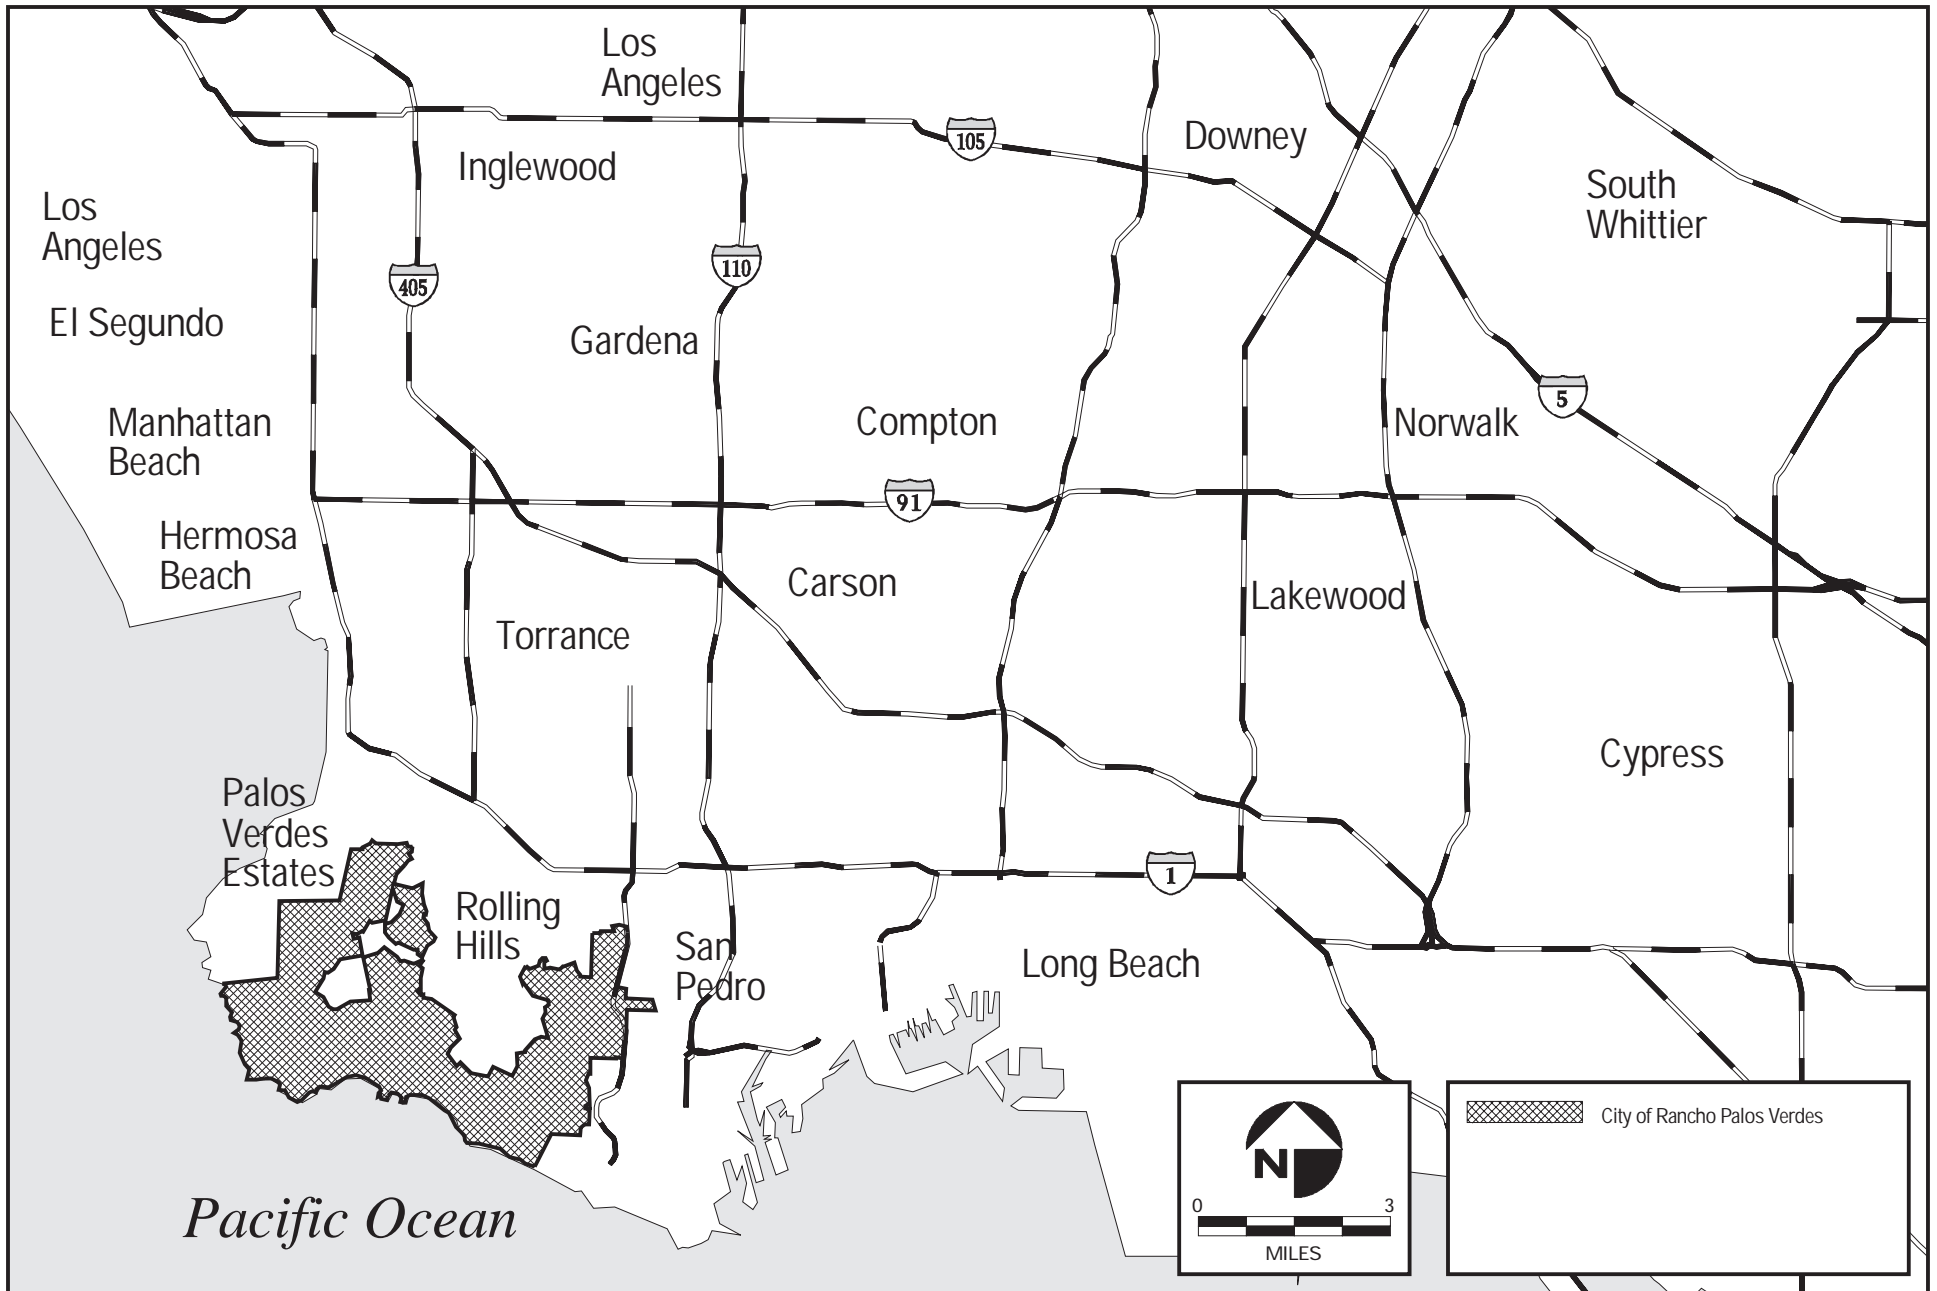 Los
Angeles
105
Downey
Inglewood
South
Whittier
Los
Angeles
405
110
El Segundo
Gardena
5
Manhattan
Beach
Compton
Norwalk
91
Hermosa
Beach
Carson
Lakewood
Torrance
Cypress
Palos
Verdes
Estates
1
Rolling
Hills
San
Pedro
Long Beach
City of Rancho Palos Verdes
N
0 3
MILES
Pacific Ocean